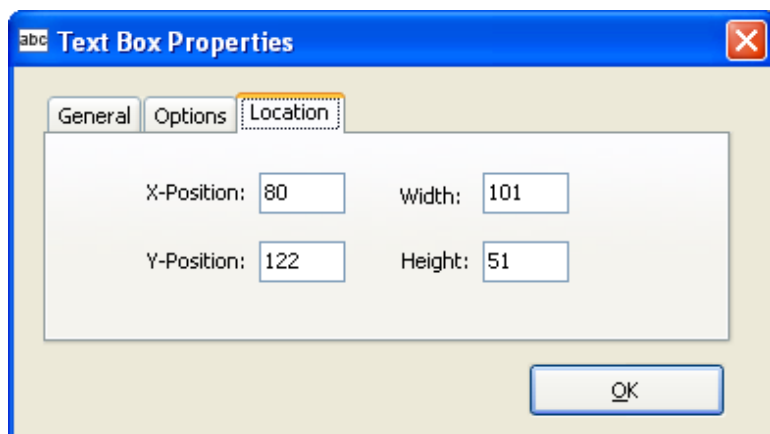 abc Text Box Properties
General Options Location
X-Position: 80 Width: 101
Y-Position: 122 Height: 51
OK